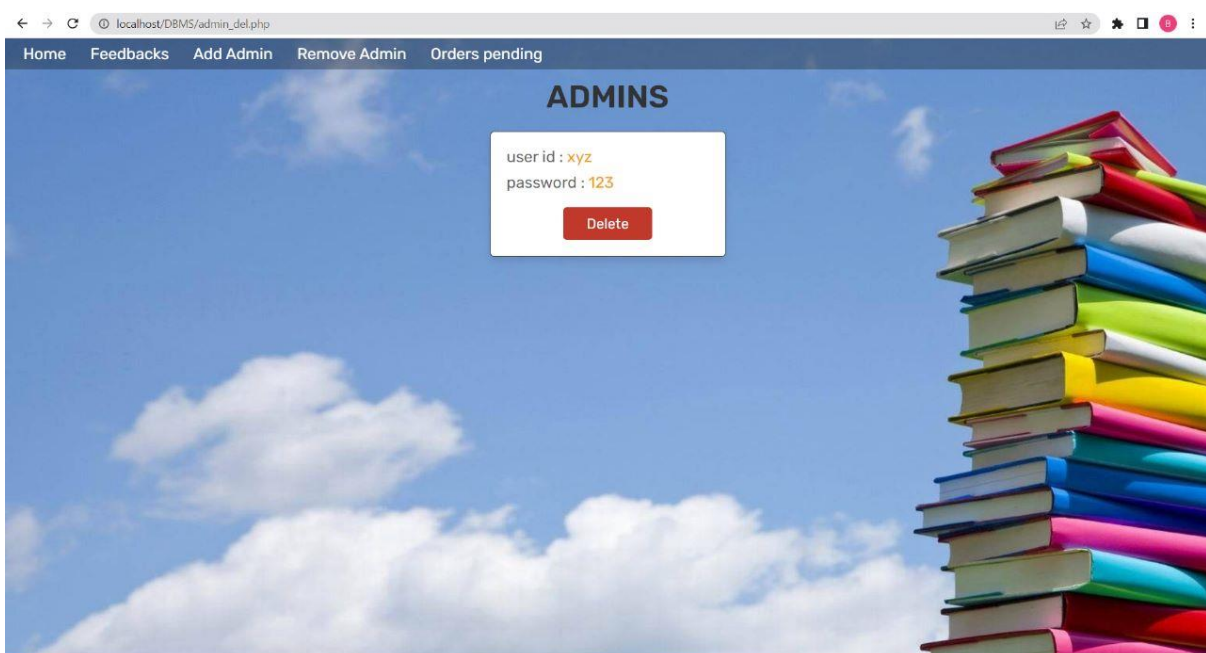 localhost/DBMS/admin_del.php
B
Home Feedbacks Add Admin Remove Admin Orders pending
ADMINS
user id : xyz
password : 123
Delete